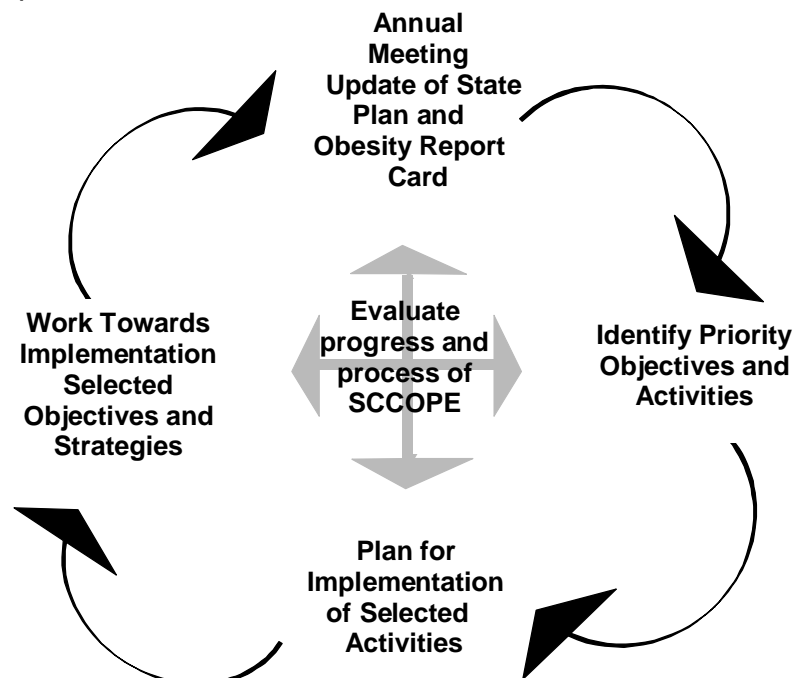 Annual
Meeting
Update of State
Plan and
Obesity Report
Card
Work Towards
Implementation
Selected
Objectives and
Strategies
Evaluate
progress and
process of
SCCOPE
Identify Priority
Objectives and
Activities
Plan for
Implementation
of Selected
Activities